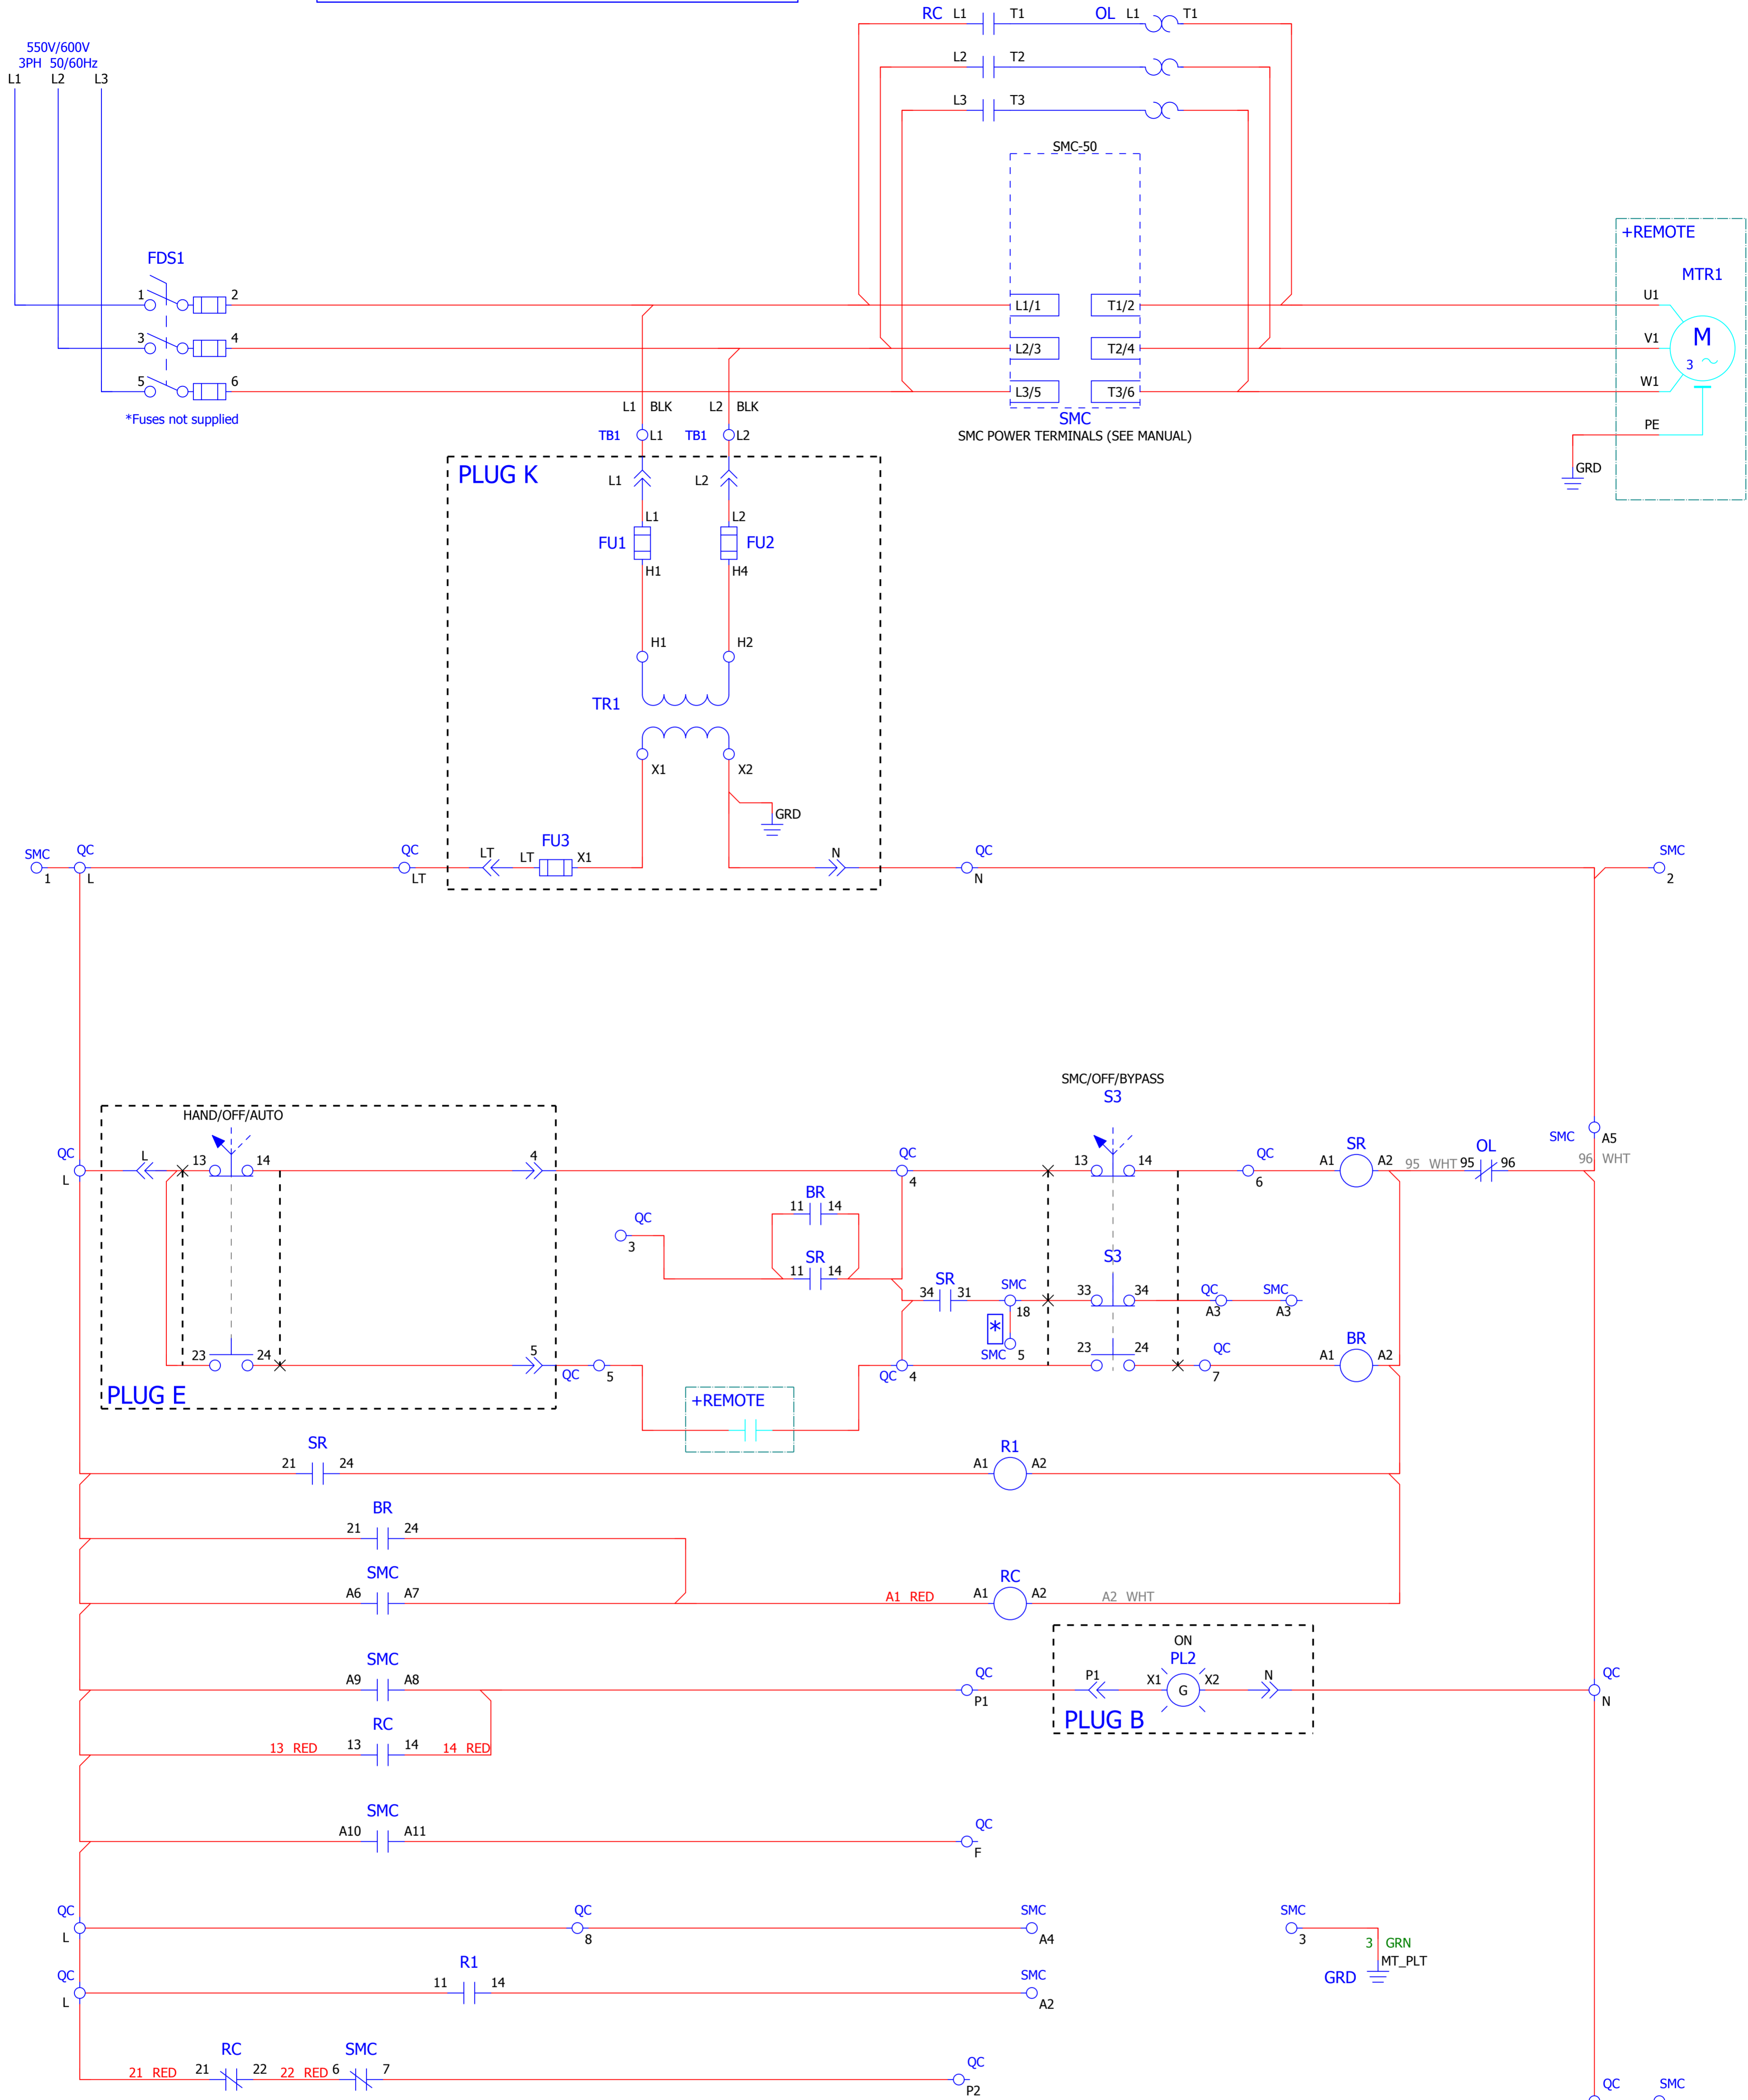 RC L1 T1 OL L1 T1
550V/600V
3PH 50/60Hz
L1 L2 L3
L2 T2
L3 T3
SMC-50
+REMOTE
MTR1
FDS1
1 2
L1/1 T1/2
U1
3 4
L2/3 T2/4
V1
M
3
5 6
L3/5 T3/6
W1
*Fuses not supplied
L1 BLK L2 BLK
SMC
PE
TB1 L1 TB1 L2
SMC POWER TERMINALS (SEE MANUAL)
GRD
PLUG K
L1 L2
L1 L2
FU1 FU2
H1 H4
H1 H2
TR1
X1 X2
GRD
SMC QC QC FU3 QC SMC
LT LT X1 N
1 L LT N 2
SMC/OFF/BYPASS
S3
HAND/OFF/AUTO
SMC A5
QC L 13 14 4 QC 13 14 QC SR OL
A1 A2 95 WHT 95 96 96 WHT
L 4 6
BR
11 14
QC
3
SR
11 14
S3
SR
34 31 SMC 33 34 QC SMC
18 A3 A3
*
SMC 5
23 24 5 23 24 QC BR
A1 A2
QC 5 QC 4 7
PLUG E
+REMOTE
SR
21 24
R1
A1 A2
BR
21 24
SMC
A6 A7
RC
A1 RED A1 A2 A2 WHT
ON
SMC PL2
A9 A8 QC P1 X1 X2 N QC
G
P1 N
PLUG B
RC
13 RED 13 14 14 RED
SMC
A10 A11 QC
F
QC QC SMC SMC
L 8 A4 3
3 GRN
MT_PLT
GRD
QC R1 SMC
11 14
L A2
RC SMC
21 RED 21 22 22 RED 6 7 QC
P2
QC SMC